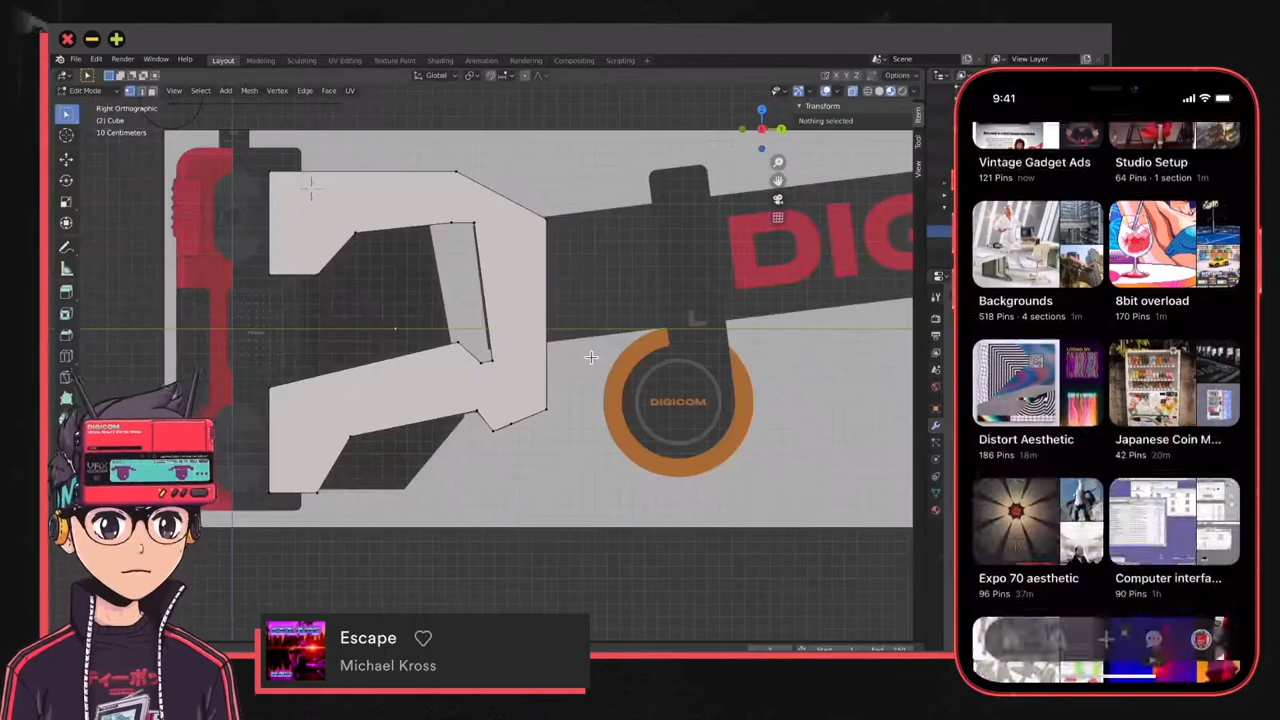 File Edit Render Window Help
Layout Modeling Sculpting UV Editing Texture Paint Shading Animation Rendering Compositing Scripting +
Scene
View Layer
Global
X Y Z
Options
Edit Mode View Select Add Mesh Vertex Edge Face UV
Right Orthographic
(2) Cube
10 Centimeters
Transform
Nothing selected
Item
Tool
View
DIG
DIGICOM
DIGICOM
Escape
Michael Kross
9:41
Vintage Gadget Ads
121 Pins now
Studio Setup
64 Pins · 1 section 1m
Backgrounds
518 Pins · 4 sections 1m
8bit overload
170 Pins 1m
Distort Aesthetic
186 Pins 18m
Japanese Coin M...
42 Pins 20m
Expo 70 aesthetic
96 Pins 37m
Computer interfa...
90 Pins 1h